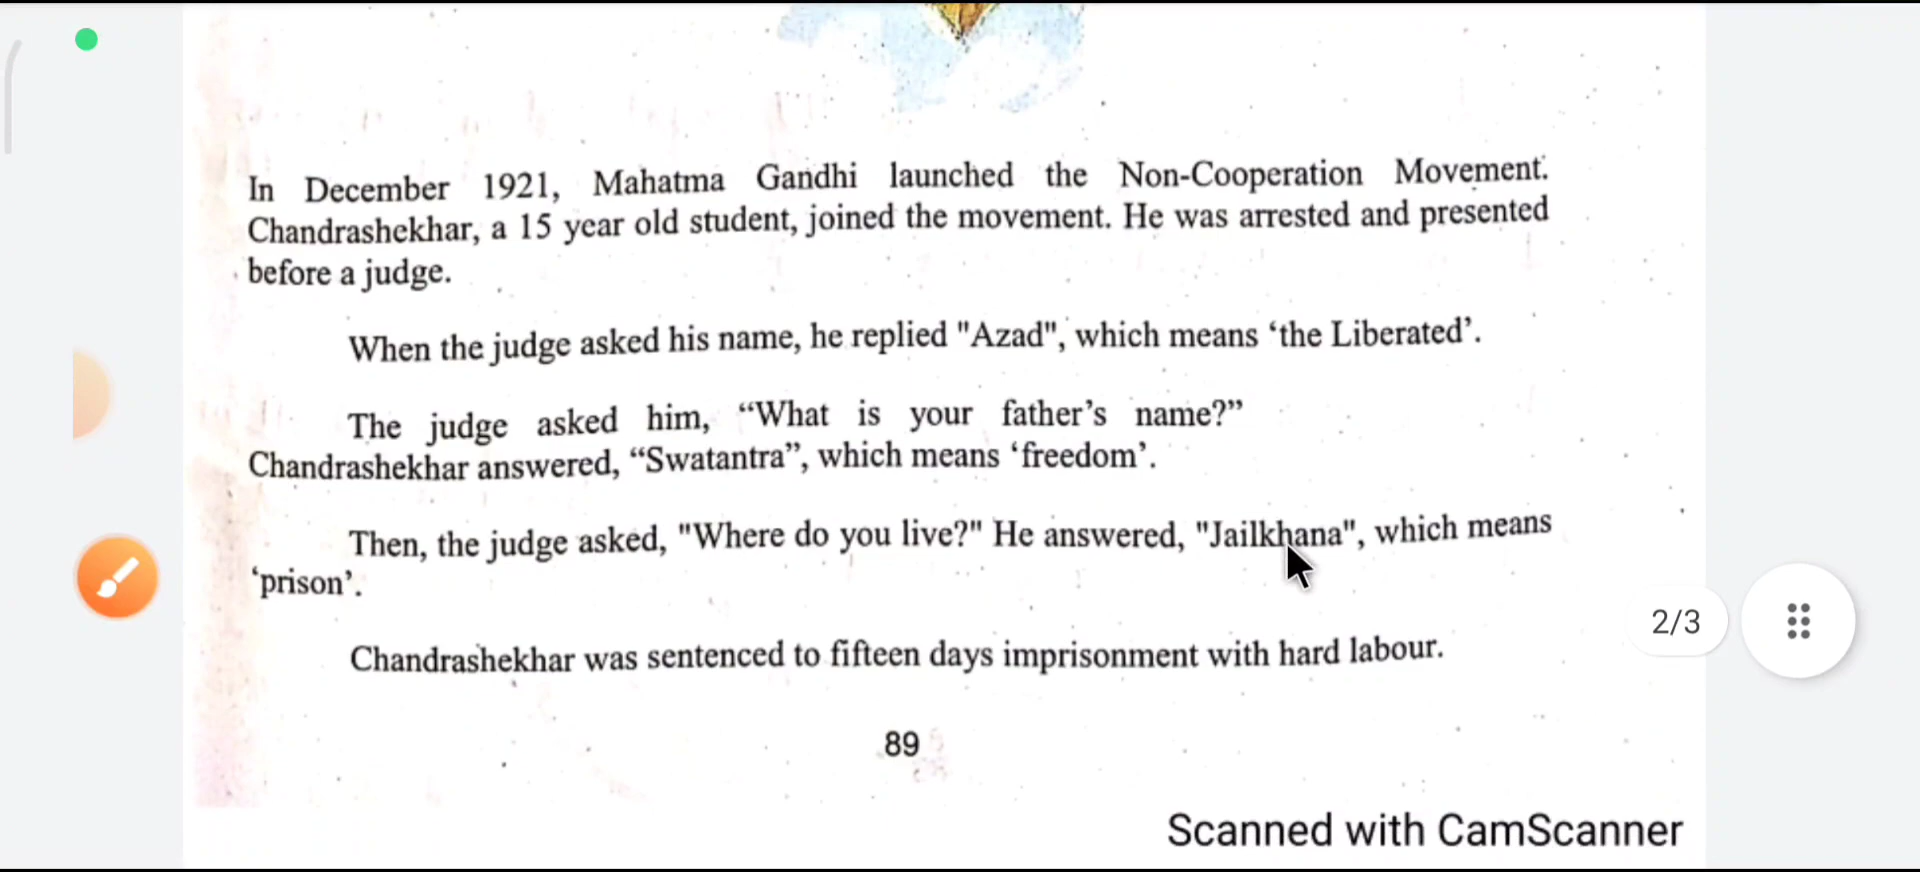 In December 1921, Mahatma Gandhi launched the Non-Cooperation Movement.
Chandrashekhar, a 15 year old student, joined the movement. He was arrested and presented
before a judge.
When the judge asked his name, he replied "Azad", which means ‘the Liberated’.
The judge asked him, “What is your father’s name?”
Chandrashekhar answered, “Swatantra”, which means ‘freedom’.
Then, the judge asked, "Where do you live?" He answered, "Jailkhana", which means
‘prison’.
2/3
Chandrashekhar was sentenced to fifteen days imprisonment with hard labour.
89
Scanned with CamScanner